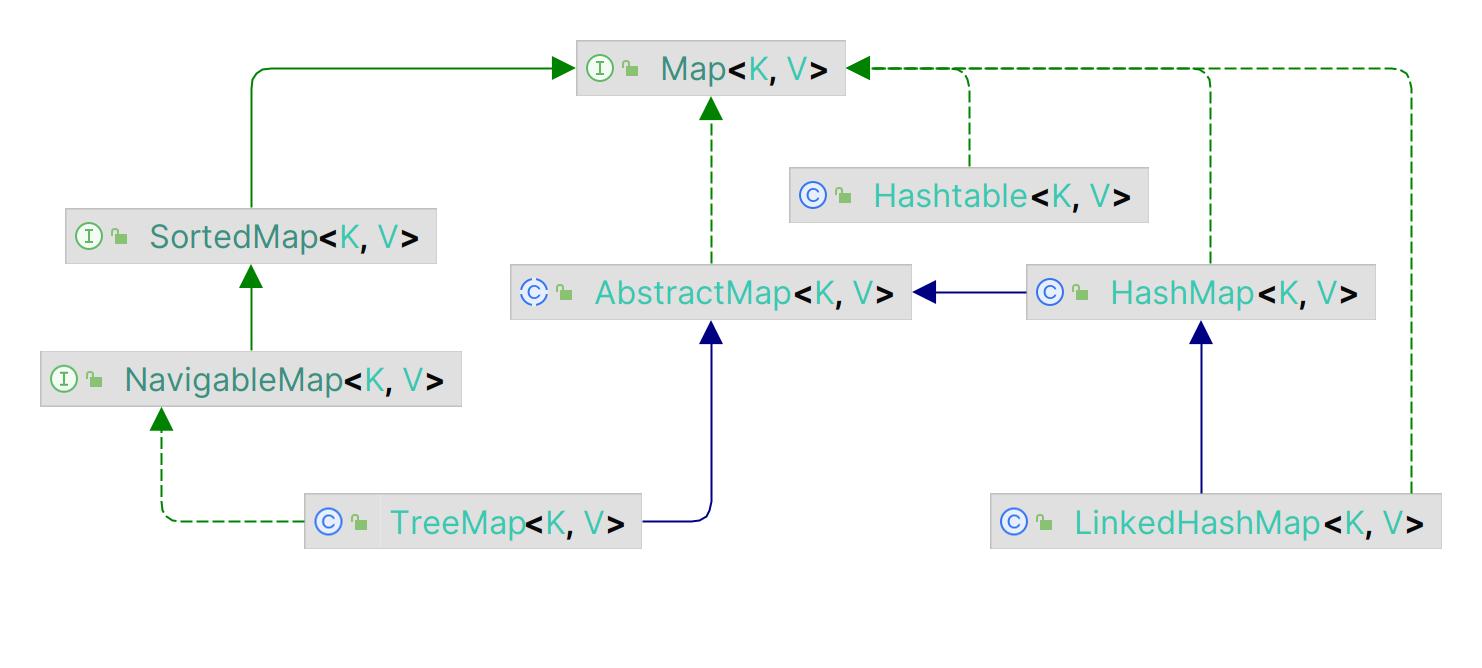 Map<K, V>
Hashtable<K, V>
SortedMap<K, V>
AbstractMap<K, V>
HashMap<K, V>
NavigableMap<K, V>
TreeMap<K, V>
LinkedHashMap<K, V>